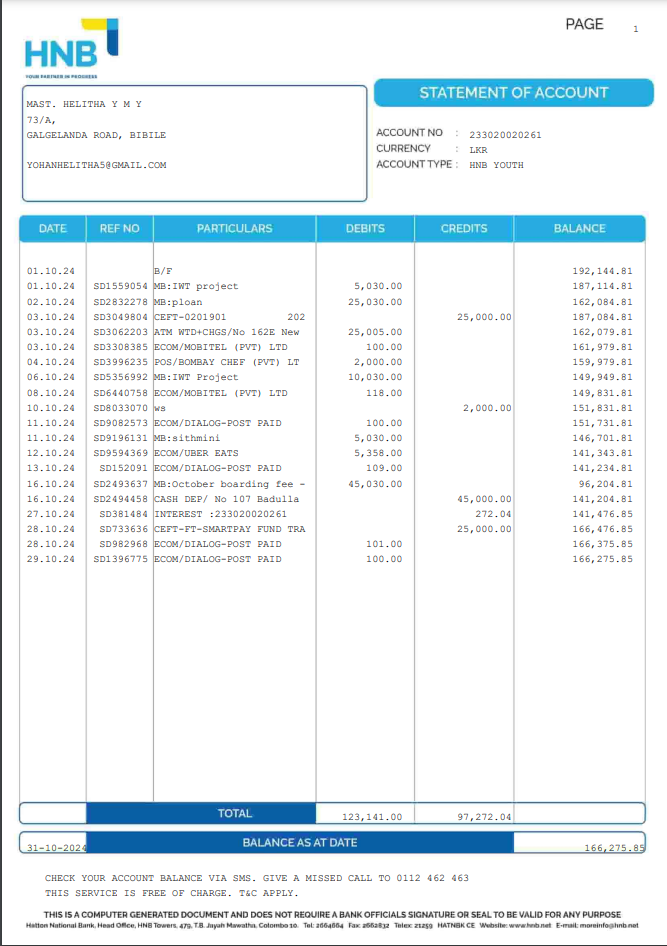 PAGE 1
HNB
YOUR PARTNER IN PROGRESS
MAST. HELITHA Y M Y
73/A,
GALGELANDA ROAD, BIBILE
YOHANHELITHA5@GMAIL.COM
STATEMENT OF ACCOUNT
ACCOUNT NO : 233020020261
CURRENCY : LKR
ACCOUNT TYPE : HNB YOUTH
DATE REF NO PARTICULARS DEBITS CREDITS BALANCE
01.10.24 B/F 192,144.81
01.10.24 SD1559054 MB:IWT project 5,030.00 187,114.81
02.10.24 SD2832278 MB:ploan 25,030.00 162,084.81
03.10.24 SD3049804 CEFT-0201901 202 25,000.00 187,084.81
03.10.24 SD3062203 ATM WTD+CHGS/No 162E New 25,005.00 162,079.81
03.10.24 SD3308385 ECOM/MOBITEL (PVT) LTD 100.00 161,979.81
04.10.24 SD3996235 POS/BOMBAY CHEF (PVT) LT 2,000.00 159,979.81
06.10.24 SD5356992 MB:IWT Project 10,030.00 149,949.81
08.10.24 SD6440758 ECOM/MOBITEL (PVT) LTD 118.00 149,831.81
10.10.24 SD8033070 ws 2,000.00 151,831.81
11.10.24 SD9082573 ECOM/DIALOG-POST PAID 100.00 151,731.81
11.10.24 SD9196131 MB:sithmini 5,030.00 146,701.81
12.10.24 SD9594369 ECOM/UBER EATS 5,358.00 141,343.81
13.10.24 SD152091 ECOM/DIALOG-POST PAID 109.00 141,234.81
16.10.24 SD2493637 MB:October boarding fee - 45,030.00 96,204.81
16.10.24 SD2494458 CASH DEP/ No 107 Badulla 45,000.00 141,204.81
27.10.24 SD381484 INTEREST :233020020261 272.04 141,476.85
28.10.24 SD733636 CEFT-FT-SMARTPAY FUND TRA 25,000.00 166,476.85
28.10.24 SD982968 ECOM/DIALOG-POST PAID 101.00 166,375.85
29.10.24 SD1396775 ECOM/DIALOG-POST PAID 100.00 166,275.85
TOTAL 123,141.00 97,272.04
31-10-2024 BALANCE AS AT DATE 166,275.85
CHECK YOUR ACCOUNT BALANCE VIA SMS. GIVE A MISSED CALL TO 0112 462 463
THIS SERVICE IS FREE OF CHARGE. T&C APPLY.
THIS IS A COMPUTER GENERATED DOCUMENT AND DOES NOT REQUIRE A BANK OFFICIALS SIGNATURE OR SEAL TO BE VALID FOR ANY PURPOSE
Hatton National Bank, Head Office, HNB Towers, 479, T.B. Jayah Mawatha, Colombo 10. Tel: 2664664 Fax: 2662832 Telex: 21259 HATNBK CE Website: www.hnb.net E-mail: moreinfo@hnb.net